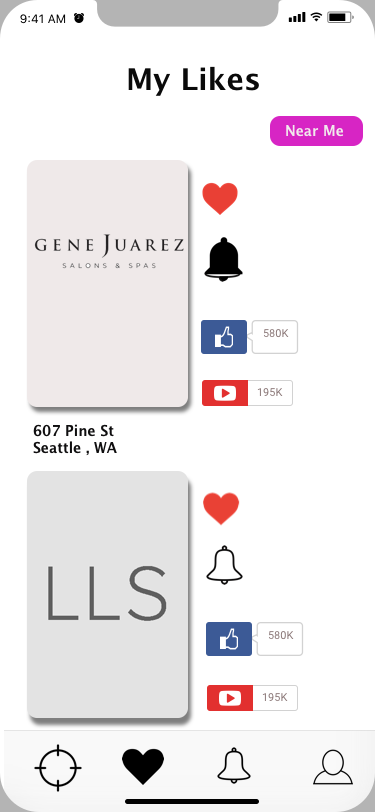 9:41 AM
My Likes
Near Me
GENE JUAREZ
SALONS & SPAS
580K
195K
607 Pine St
Seattle , WA
LLS
580K
195K